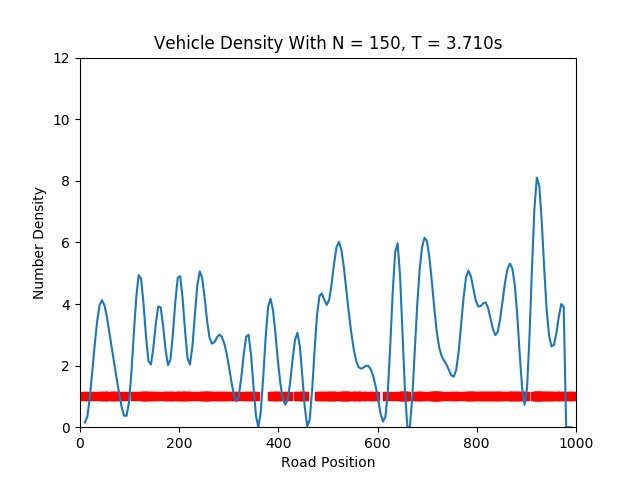 Vehicle Density With N = 150, T = 3.710s
12
10
8
6
4
2
0
Number Density
0 200 400 600 800 1000
Road Position